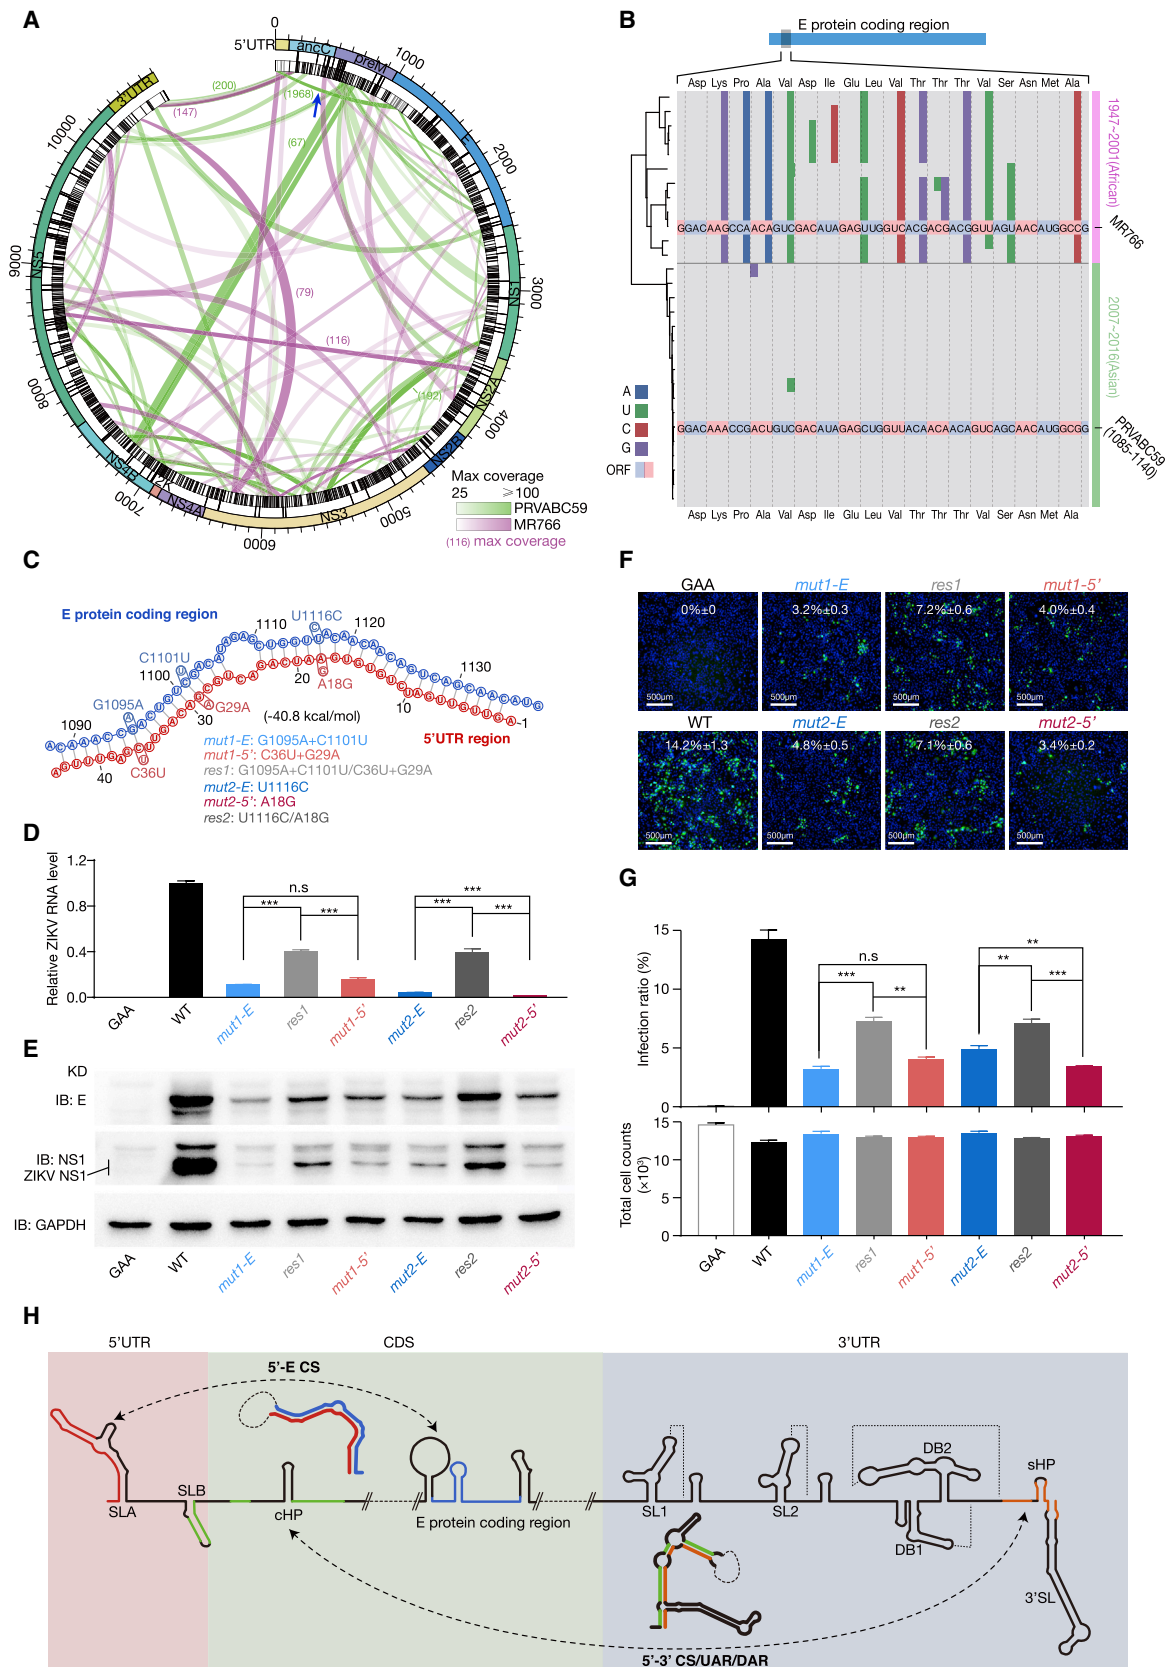 A
0
5'UTR
ancC
preM
1000
E
2000
NS1
3000
NS2A
4000
NS2B
5000
NS3
6000
NS4A
2K
7000
NS4B
8000
NS5
9000
10000
3'UTR
(200)
(147)
(1968)
(67)
(79)
(116)
(192)
Max coverage
25 ⩾100
PRVABC59
MR766
(116) max coverage
B
E protein coding region
Asp Lys Pro Ala Val Asp Ile Glu Leu Val Thr Thr Thr Val Ser Asn Met Ala
GGACAAGCCAACAGUCGACAUAGAGUUGGUCACGACGACGGUUAGUAACAUGGCCG
MR766
1947~2001(African)
2007~2016(Asian)
GGACAAACCGACUGUCGACAUAGAGCUGGUUACAACAACAGUCAGCAACAUGGCGG
PRVABC59
(1085-1140)
A
U
C
G
ORF
Asp Lys Pro Ala Val Asp Ile Glu Leu Val Thr Thr Thr Val Ser Asn Met Ala
C
E protein coding region
U1116C
1110
1120
C1101U
1100
1130
G1095A
1090
20
A18G
10
G29A
30
-1
(-40.8 kcal/mol)
5'UTR region
40
C36U
mut1-E: G1095A+C1101U
mut1-5': C36U+G29A
res1: G1095A+C1101U/C36U+G29A
mut2-E: U1116C
mut2-5': A18G
res2: U1116C/A18G
D
Relative ZIKV RNA level
1.2
0.8
0.4
0.0
n.s
***
***
***
***
***
GAA WT mut1-E res1 mut1-5' mut2-E res2 mut2-5'
E
KD
IB: E
IB: NS1
ZIKV NS1
IB: GAPDH
GAA WT mut1-E res1 mut1-5' mut2-E res2 mut2-5'
F
GAA mut1-E res1 mut1-5'
0%±0 3.2%±0.3 7.2%±0.6 4.0%±0.4
500μm 500μm 500μm 500μm
WT mut2-E res2 mut2-5'
14.2%±1.3 4.8%±0.5 7.1%±0.6 3.4%±0.2
500μm 500μm 500μm 500μm
G
Infection ratio (%)
15
10
5
0
n.s
***
**
**
**
***
Total cell counts
(×10³)
15
10
5
0
GAA WT mut1-E res1 mut1-5' mut2-E res2 mut2-5'
H
5'UTR CDS 3'UTR
5'-E CS
SLA
SLB
cHP
E protein coding region
SL1
SL2
DB2
DB1
sHP
3'SL
5'-3' CS/UAR/DAR